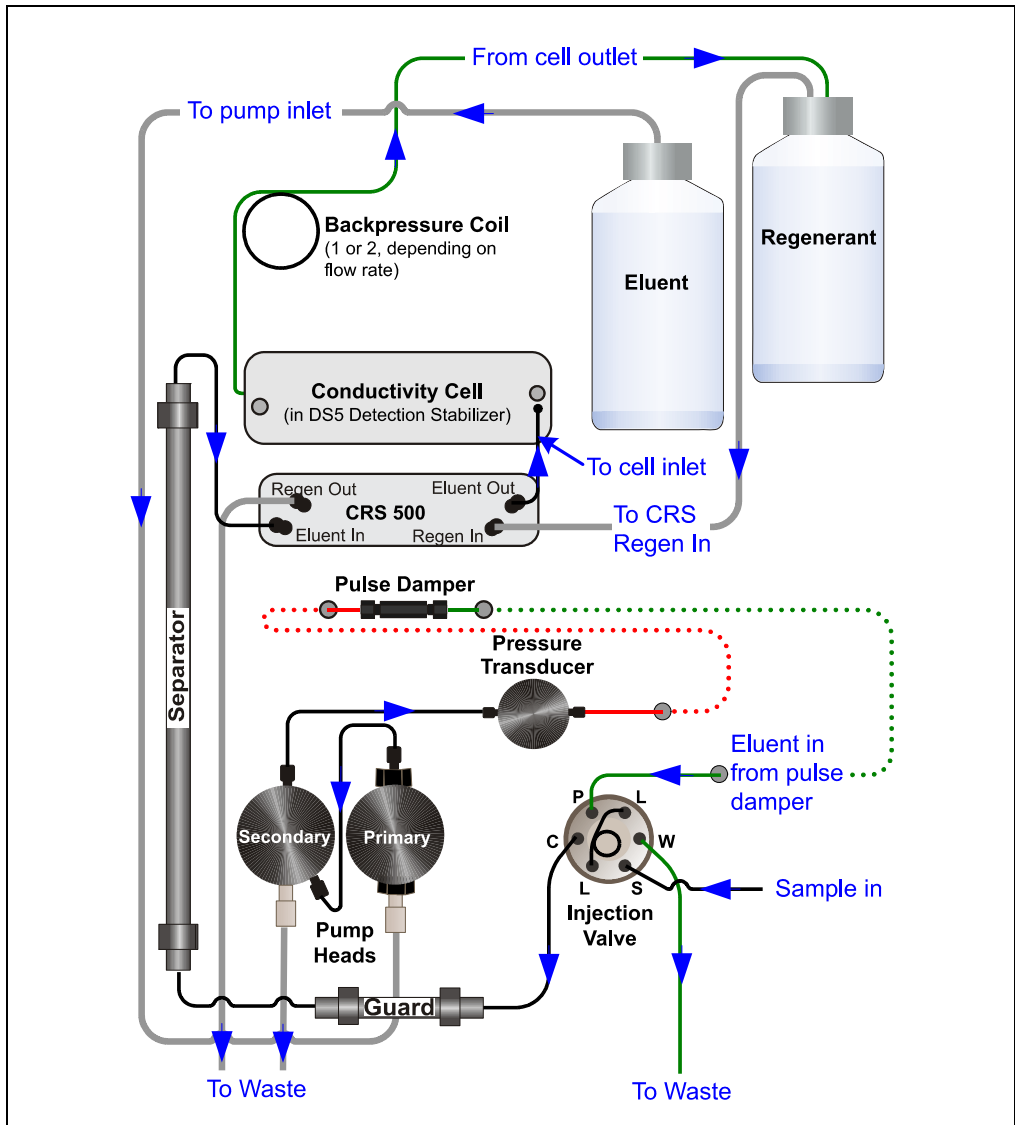 From cell outlet
To pump inlet
Backpressure Coil
(1 or 2, depending on
flow rate)
Eluent
Regenerant
Conductivity Cell
(in DS5 Detection Stabilizer)
To cell inlet
Regen Out
Eluent Out
CRS 500
Eluent In
Regen In
To CRS
Regen In
Separator
Pulse Damper
Pressure
Transducer
Eluent in
from pulse
damper
Secondary
Primary
P
L
C
W
L
S
Sample in
Injection
Valve
Pump
Heads
Guard
To Waste
To Waste